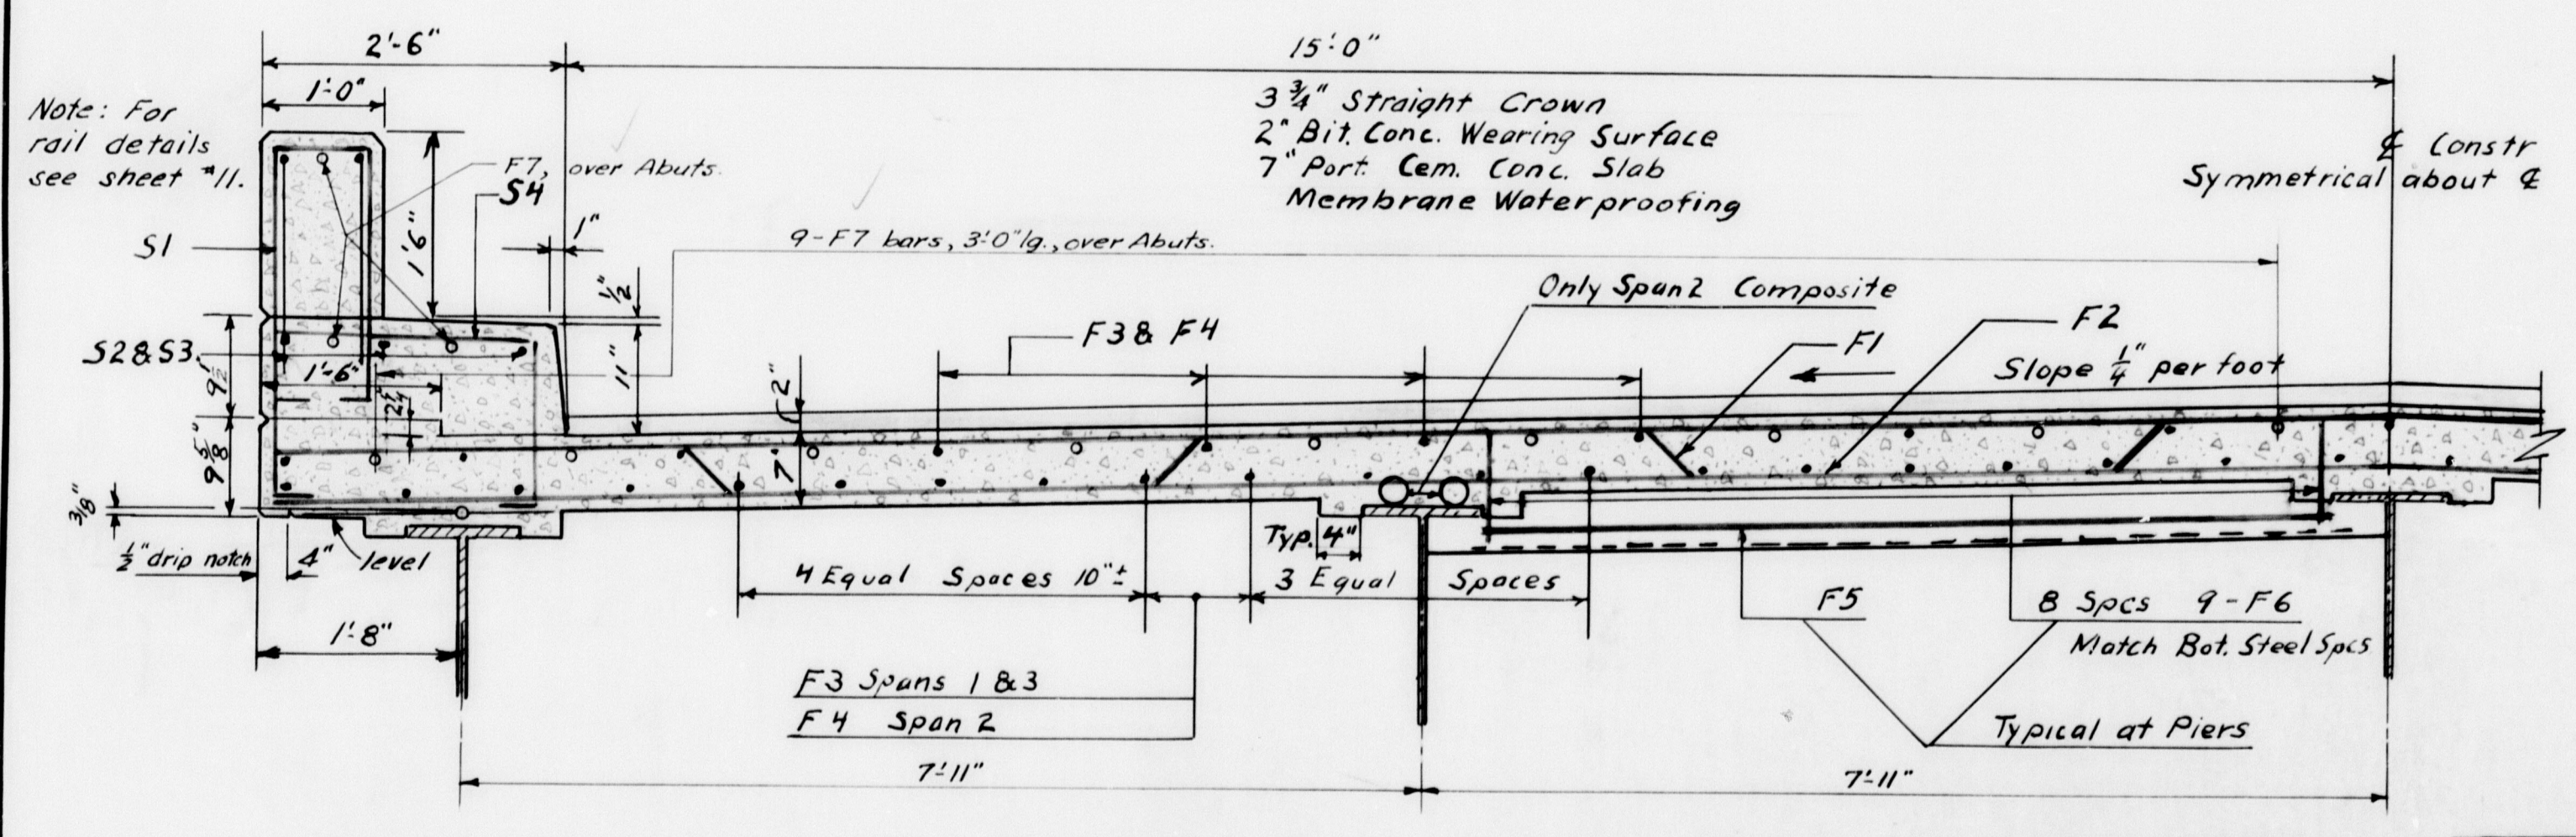 2'-6"
15'-0"
1'-0"
Note: For
rail details
see sheet #11.
3 3/4" Straight Crown
2" Bit. Conc. Wearing Surface
7" Port. Cem. Conc. Slab
Membrane Waterproofing
℄ Constr
Symmetrical about ℄
F7, over Abuts.
S4
1'6"
1"
S1
9-F7 bars, 3'-0" lg., over Abuts.
1 1/2"
Only Span 2 Composite
F3 & F4
F2
F1
Slope 1/4" per foot
S2 & S3
9 1/2"
1'-6"
11"
2"
2 1/4"
9 5/8"
7"
3/8"
1/2" drip notch
4"
level
Typ. 4"
4 Equal Spaces 10"±
3 Equal Spaces
F5
8 Spcs 9-F6
Match Bot. Steel Spcs
1'-8"
F3 Spans 1 & 3
F4 Span 2
Typical at Piers
7'-11"
7'-11"